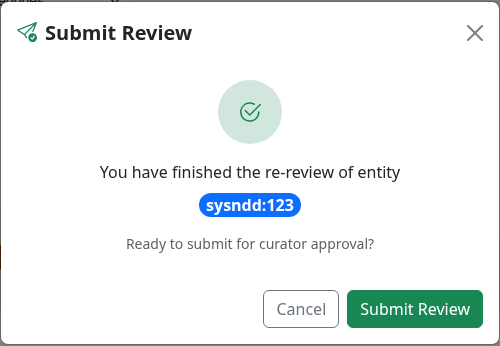 Submit Review
You have finished the re-review of entity
sysndd:123
Ready to submit for curator approval?
Cancel
Submit Review